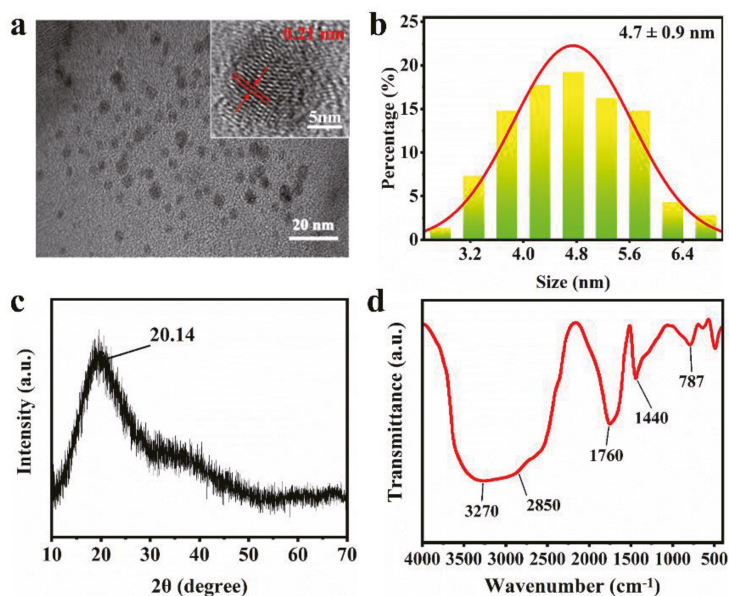 a
0.21 nm
5nm
20 nm
b
4.7 ± 0.9 nm
25
20
15
10
5
0
Percentage (%)
3.2 4.0 4.8 5.6 6.4
Size (nm)
c
20.14
Intensity (a.u.)
10 20 30 40 50 60 70
2θ (degree)
d
787
1440
1760
2850
3270
Transmittance (a.u.)
4000 3500 3000 2500 2000 1500 1000 500
Wavenumber (cm⁻¹)